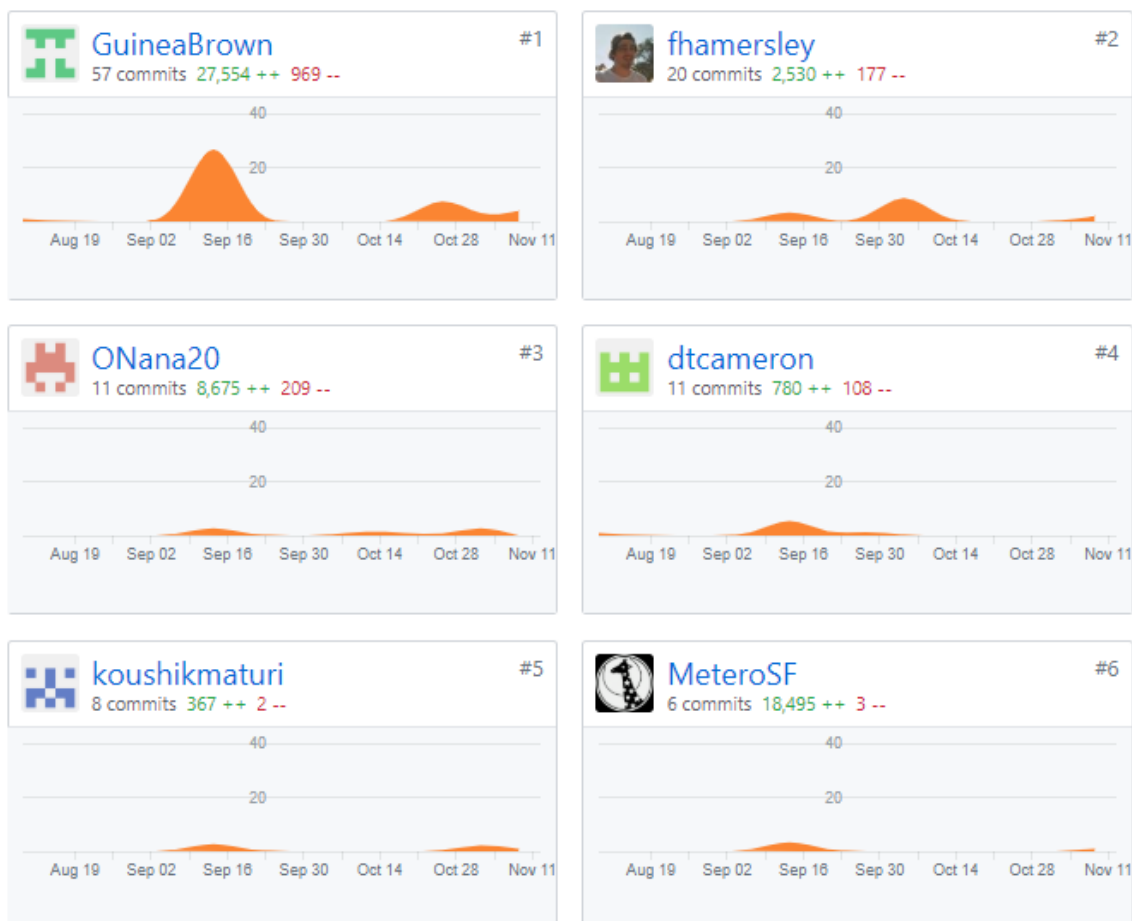 GuineaBrown #1
57 commits 27,554 ++ 969 --
40
20
Aug 19 Sep 02 Sep 16 Sep 30 Oct 14 Oct 28 Nov 11
fhamersley #2
20 commits 2,530 ++ 177 --
40
20
Aug 19 Sep 02 Sep 16 Sep 30 Oct 14 Oct 28 Nov 11
ONana20 #3
11 commits 8,675 ++ 209 --
40
20
Aug 19 Sep 02 Sep 16 Sep 30 Oct 14 Oct 28 Nov 11
dtcameron #4
11 commits 780 ++ 108 --
40
20
Aug 19 Sep 02 Sep 16 Sep 30 Oct 14 Oct 28 Nov 11
koushikmaturi #5
8 commits 367 ++ 2 --
40
20
Aug 19 Sep 02 Sep 16 Sep 30 Oct 14 Oct 28 Nov 11
MeteroSF #6
6 commits 18,495 ++ 3 --
40
20
Aug 19 Sep 02 Sep 16 Sep 30 Oct 14 Oct 28 Nov 11